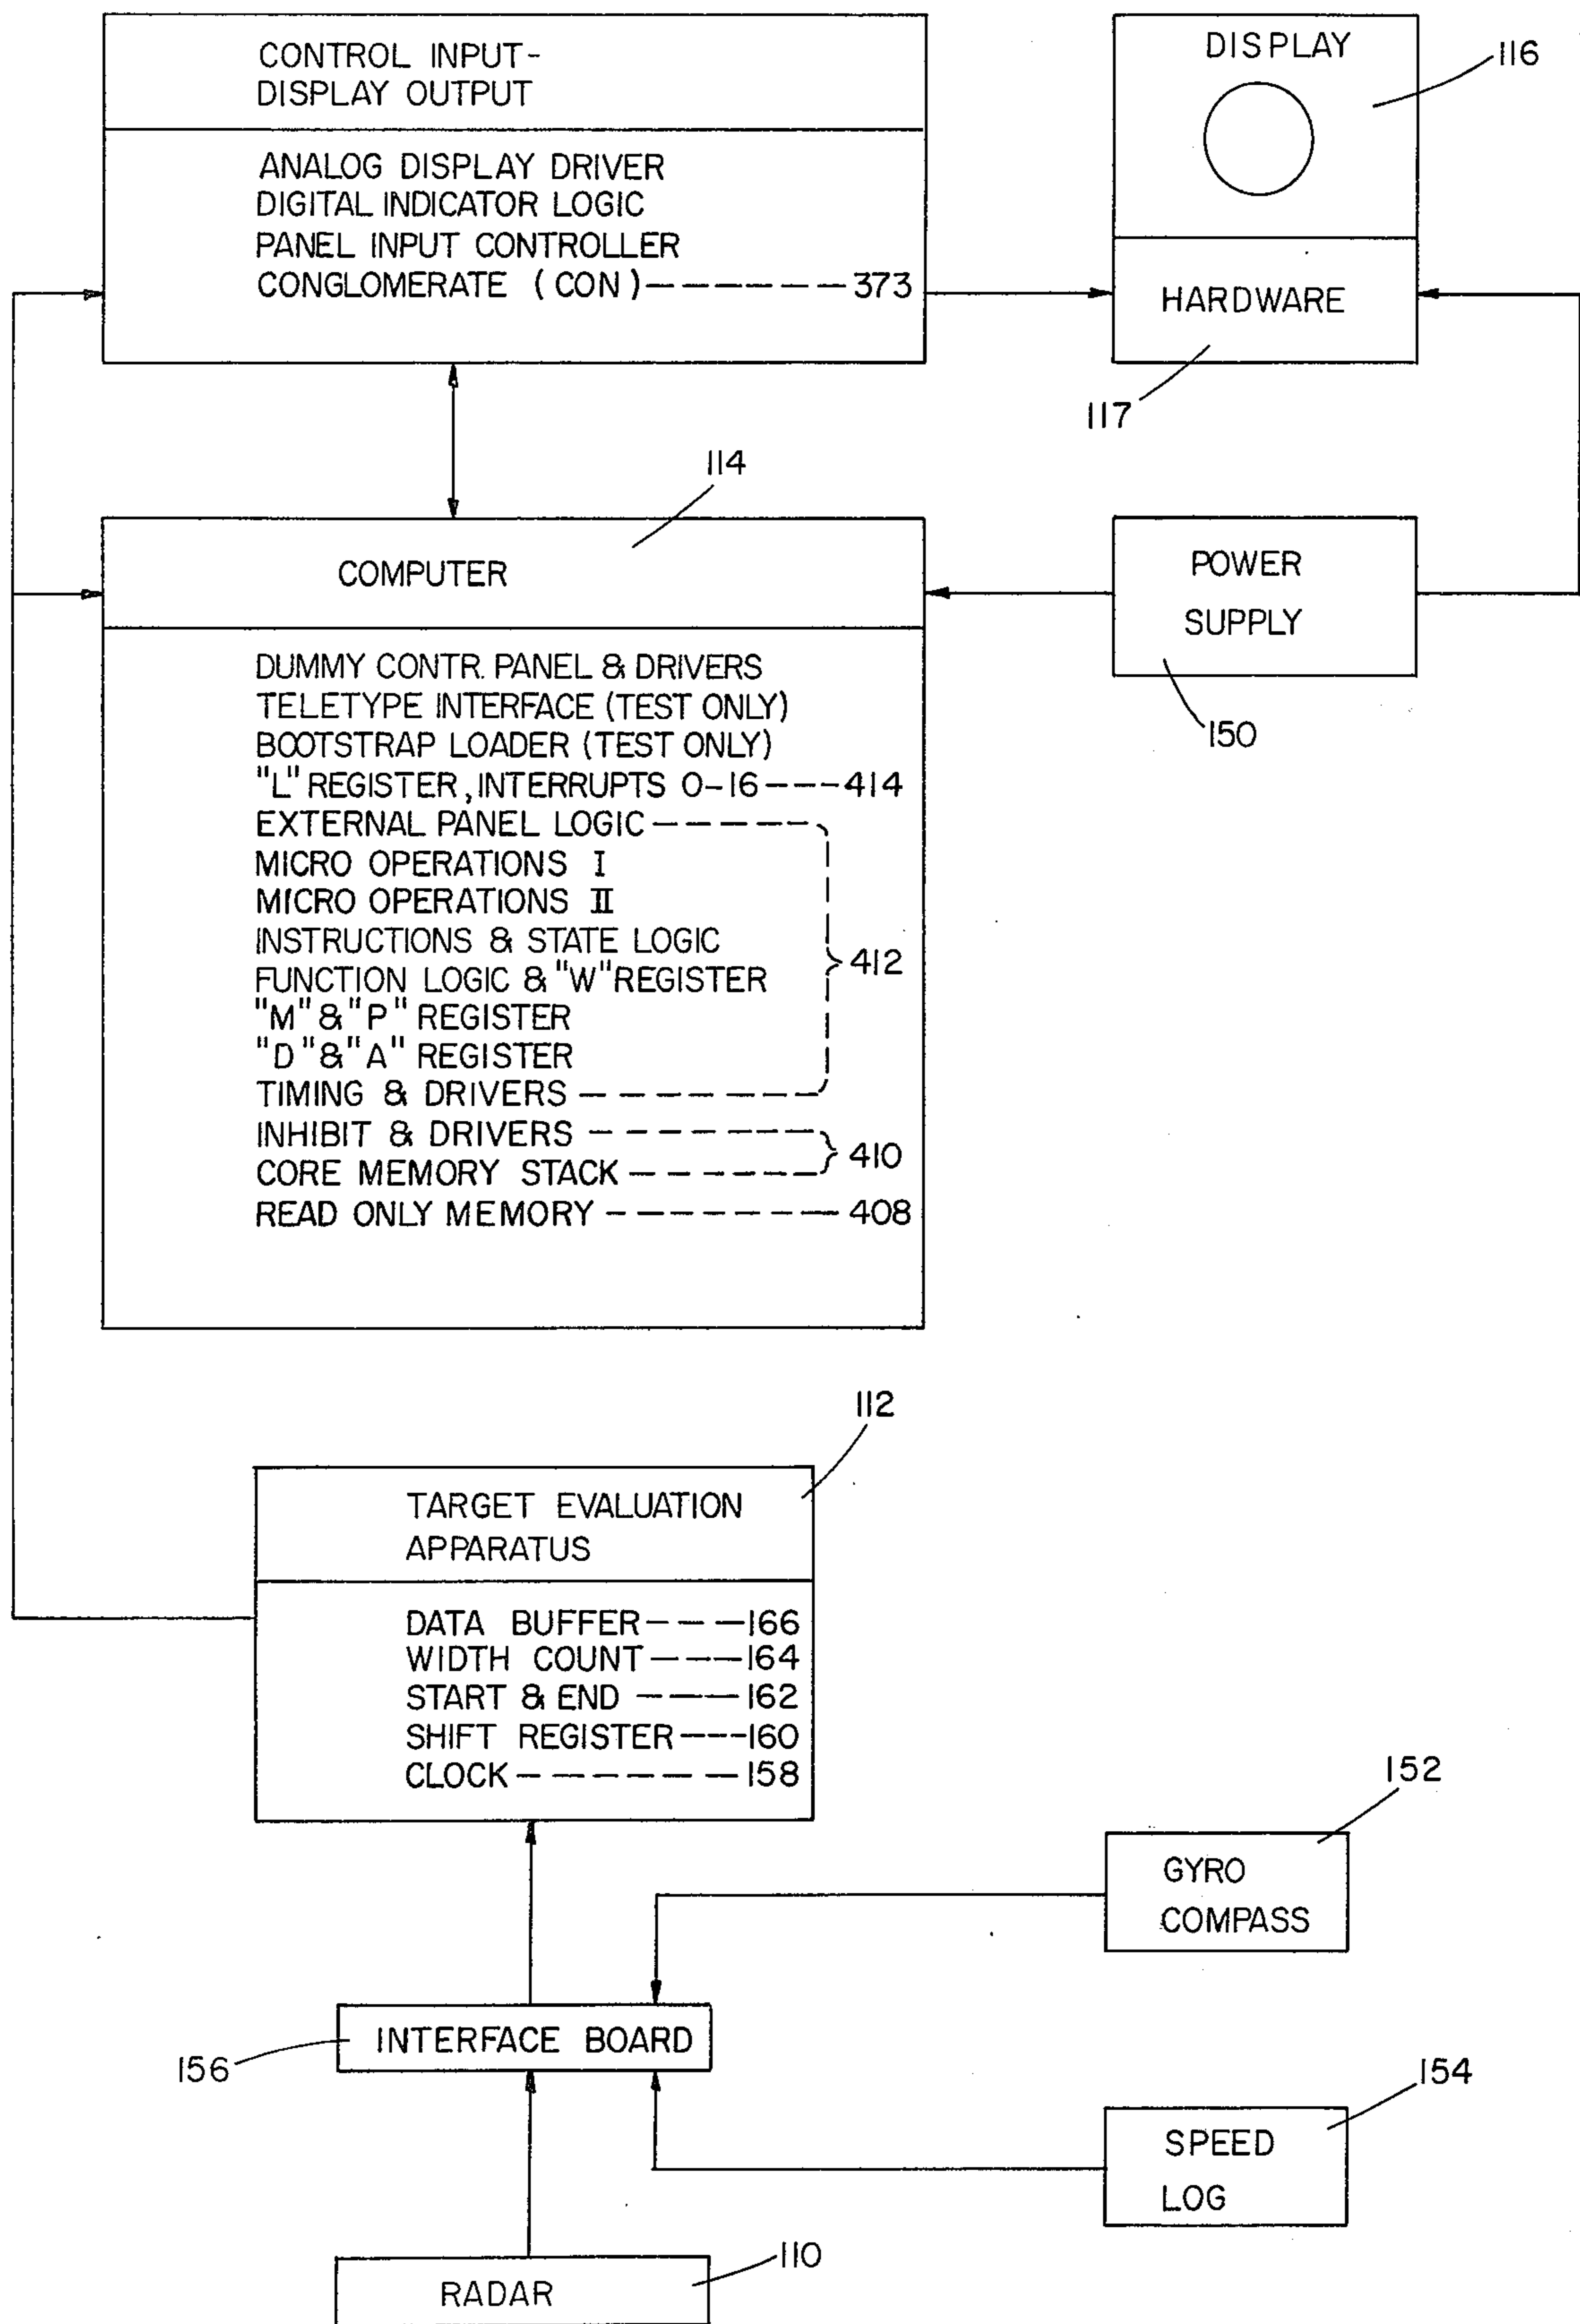 CONTROL INPUT-
DISPLAY OUTPUT
ANALOG DISPLAY DRIVER
DIGITAL INDICATOR LOGIC
PANEL INPUT CONTROLLER
CONGLOMERATE (CON) ------ 373
DISPLAY
116
HARDWARE
117
114
COMPUTER
DUMMY CONTR. PANEL & DRIVERS
TELETYPE INTERFACE (TEST ONLY)
BOOTSTRAP LOADER (TEST ONLY)
"L" REGISTER, INTERRUPTS 0-16 --- 414
EXTERNAL PANEL LOGIC
MICRO OPERATIONS I
MICRO OPERATIONS II
INSTRUCTIONS & STATE LOGIC
412
FUNCTION LOGIC & "W" REGISTER
"M" & "P" REGISTER
"D" & "A" REGISTER
TIMING & DRIVERS
INHIBIT & DRIVERS
410
CORE MEMORY STACK
READ ONLY MEMORY ------ 408
POWER
SUPPLY
150
112
TARGET EVALUATION
APPARATUS
DATA BUFFER --- 166
WIDTH COUNT --- 164
START & END --- 162
SHIFT REGISTER --- 160
CLOCK ------ 158
152
GYRO
COMPASS
INTERFACE BOARD
156
154
SPEED
LOG
110
RADAR